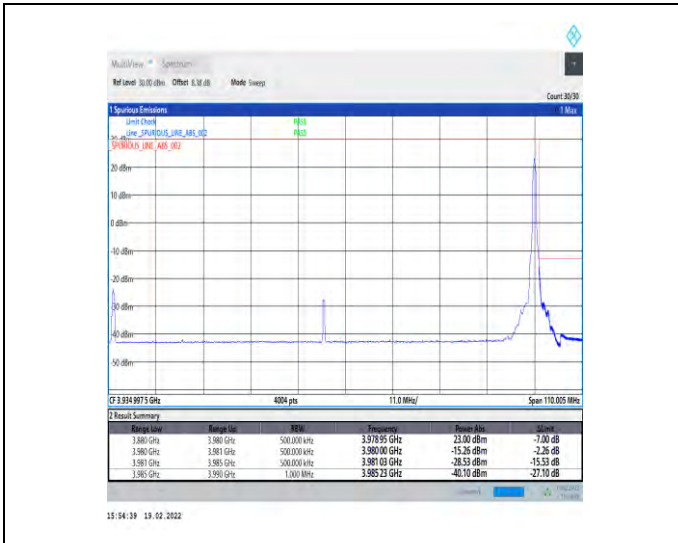 MultiView Spectrum
Ref Level 30.00 dBm Offset 8.38 dB Mode Sweep
Count 30/30
1 Spurious Emissions 1 Max
Limit Check PASS
Line _SPURIOUS_LINE_ABS_002 PASS
SPURIOUS_LINE_ABS_002
20 dBm
10 dBm
0 dBm
-10 dBm
-20 dBm
-30 dBm
-40 dBm
-50 dBm
CF 3.934 997 5 GHz 4004 pts 11.0 MHz/ Span 110.005 MHz
2 Result Summary
Range Low Range Up RBW Frequency Power Abs ΔLimit
3.880 GHz 3.980 GHz 500.000 kHz 3.978 95 GHz 23.00 dBm -7.00 dB
3.980 GHz 3.981 GHz 500.000 kHz 3.980 00 GHz -15.26 dBm -2.26 dB
3.981 GHz 3.985 GHz 500.000 kHz 3.981 03 GHz -28.53 dBm -15.53 dB
3.985 GHz 3.990 GHz 1.000 MHz 3.985 23 GHz -40.10 dBm -27.10 dB
15:54:39 19.02.2022